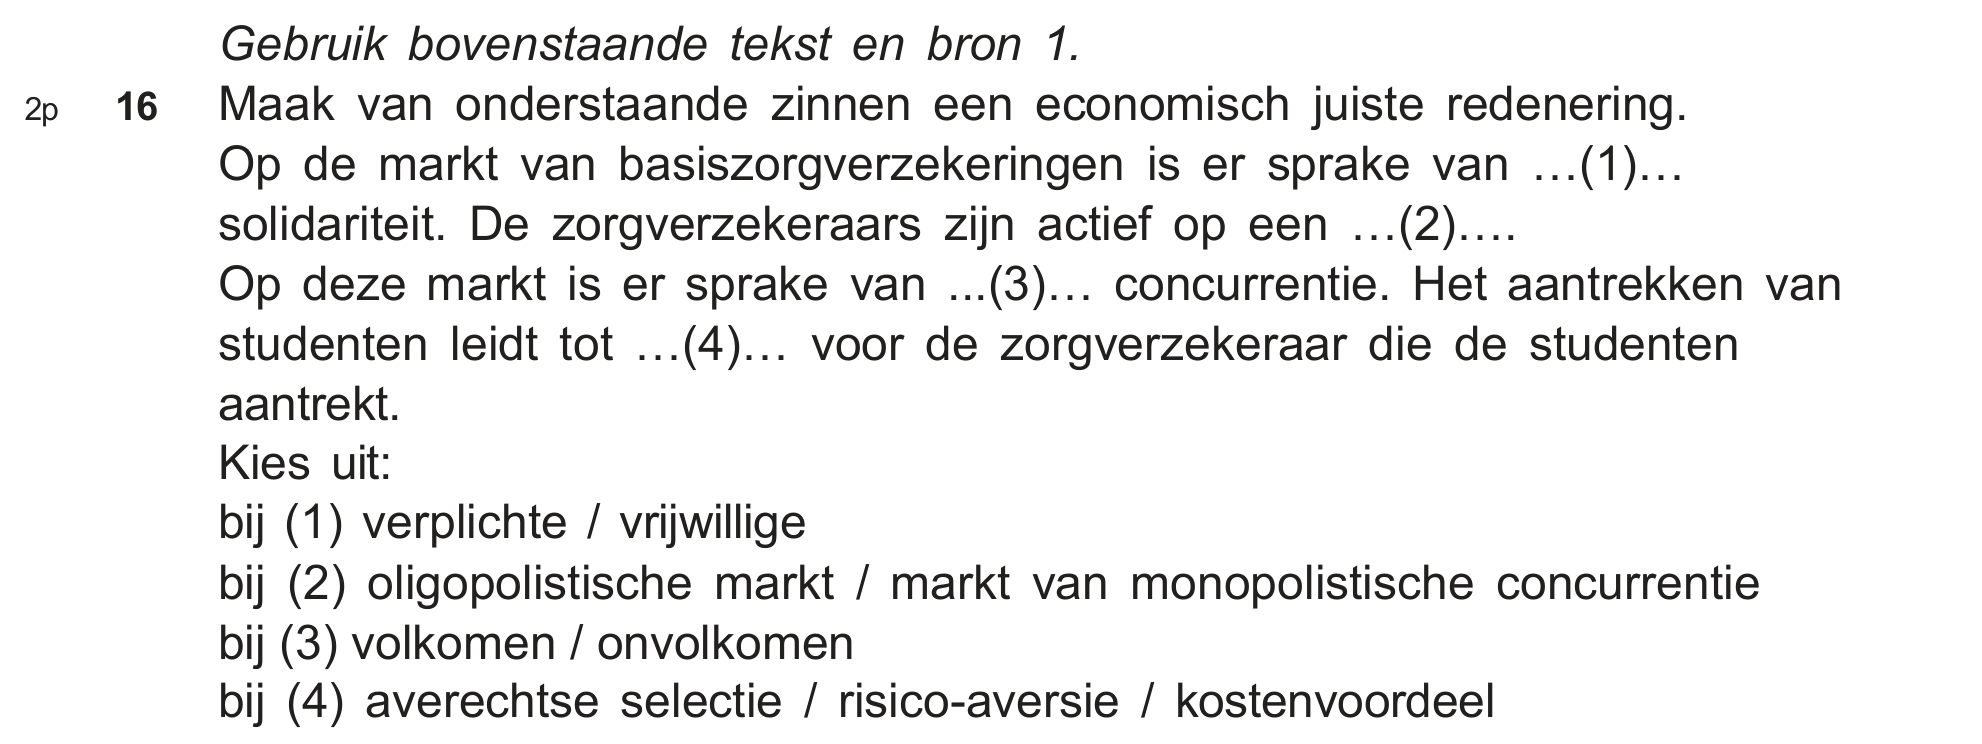 Gebruik bovenstaande tekst en bron 1.
2p 16 Maak van onderstaande zinnen een economisch juiste redenering.
Op de markt van basiszorgverzekeringen is er sprake van …(1)…
solidariteit. De zorgverzekeraars zijn actief op een …(2)….
Op deze markt is er sprake van ...(3)… concurrentie. Het aantrekken van
studenten leidt tot …(4)… voor de zorgverzekeraar die de studenten
aantrekt.
Kies uit:
bij (1) verplichte / vrijwillige
bij (2) oligopolistische markt / markt van monopolistische concurrentie
bij (3) volkomen / onvolkomen
bij (4) averechtse selectie / risico-aversie / kostenvoordeel